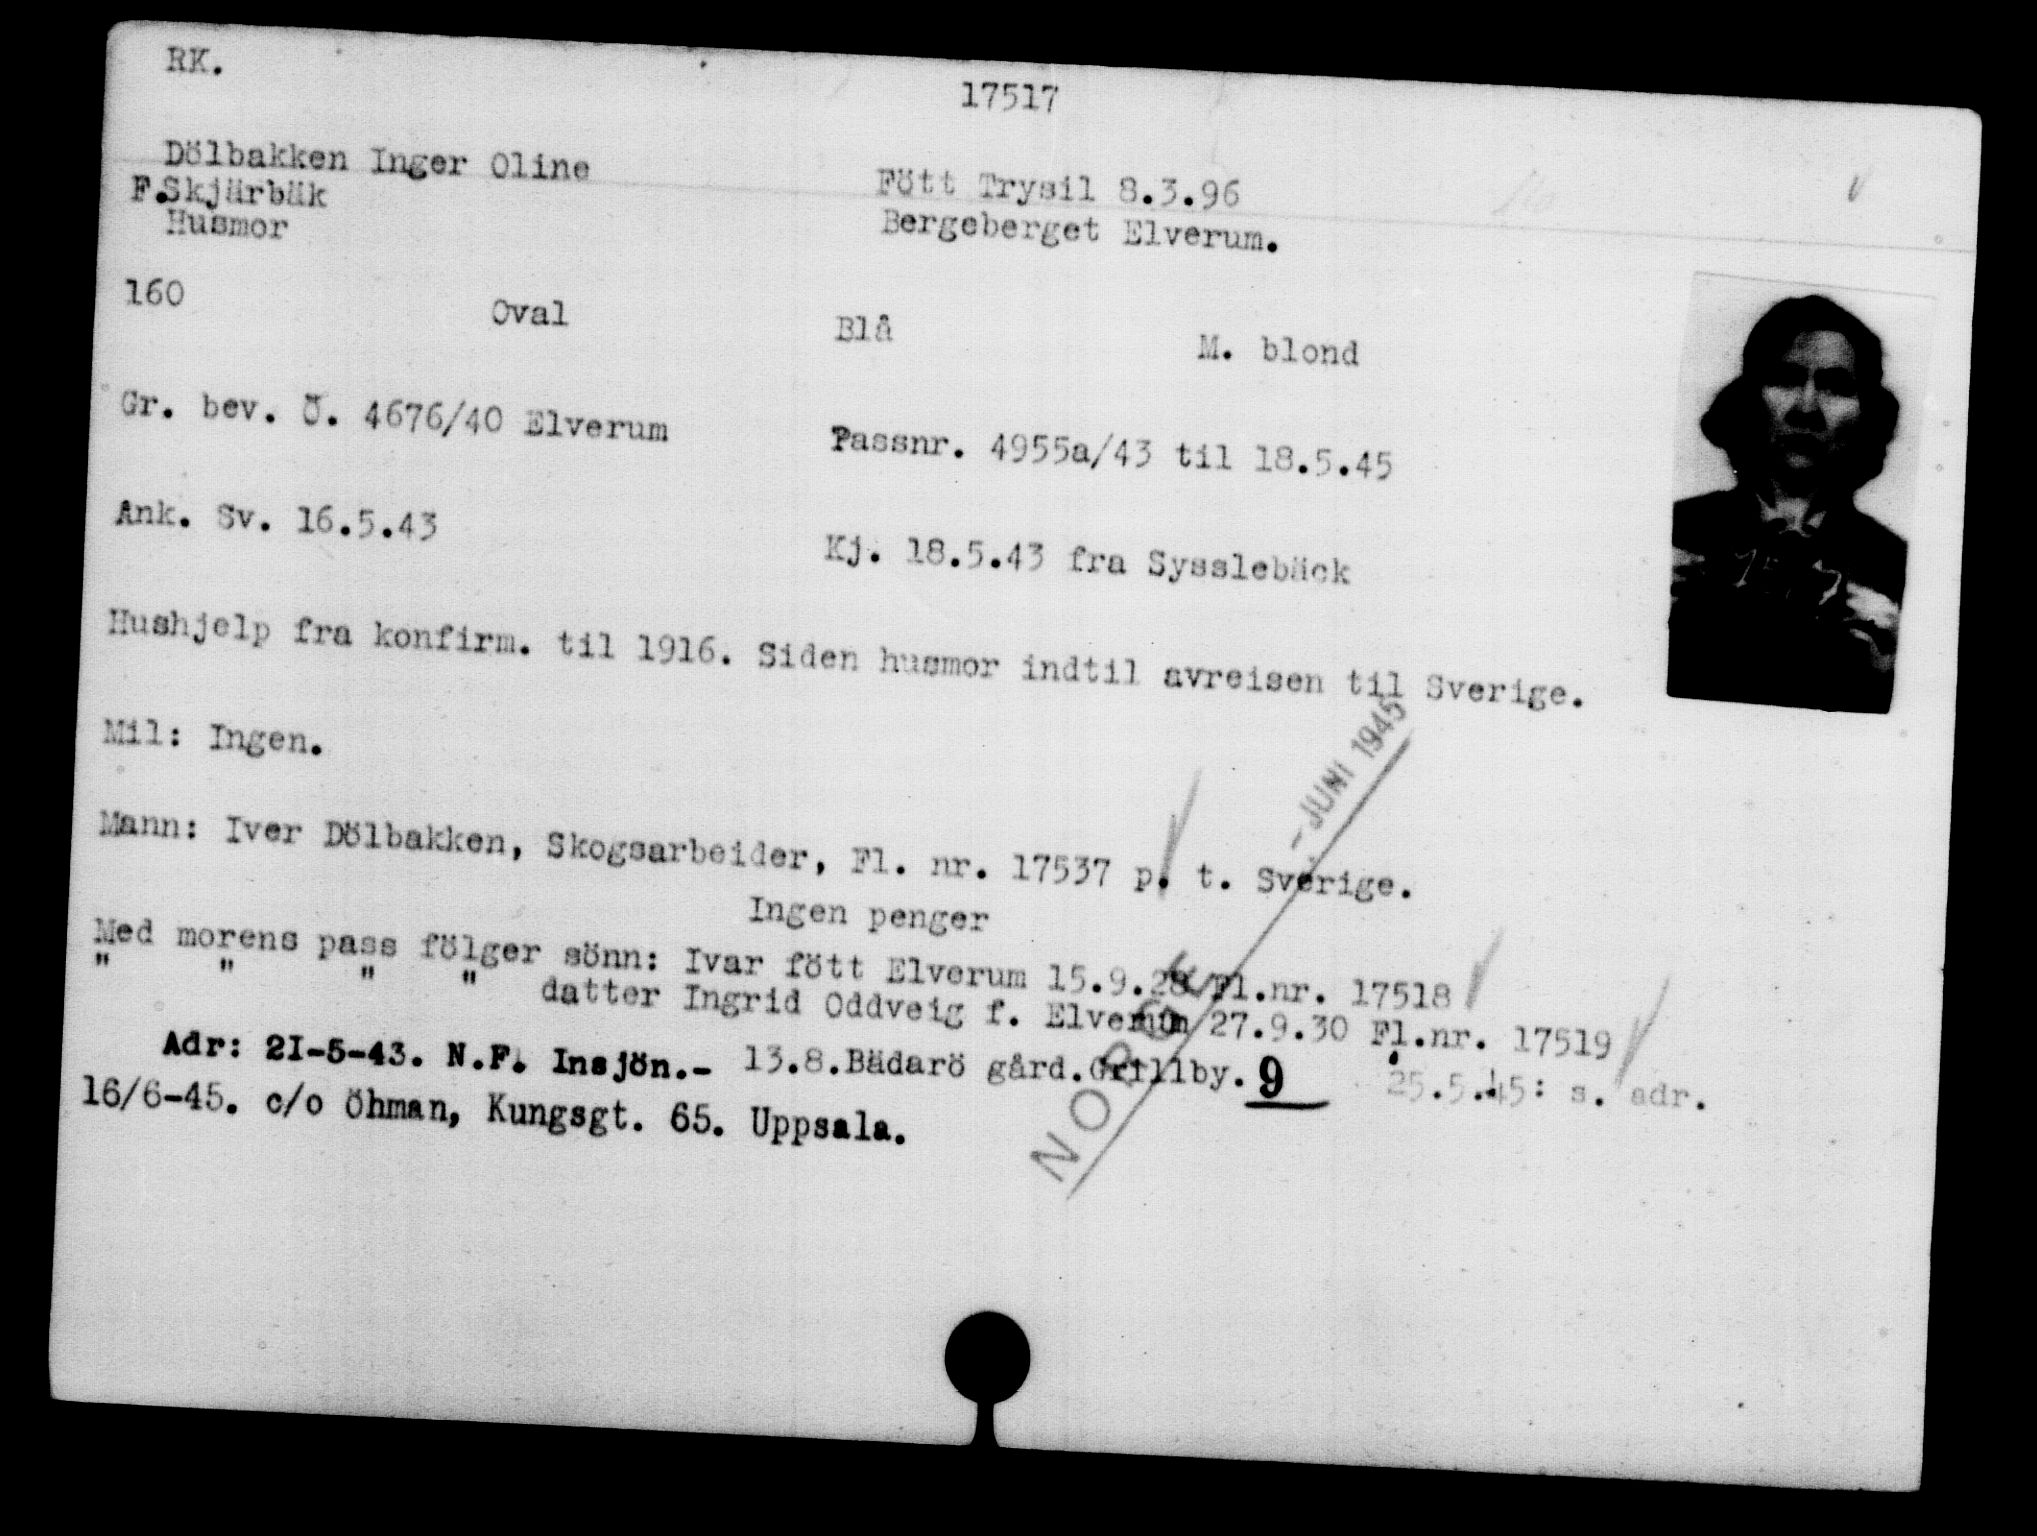 RK.
17517
Dölbakken Inger Oline
Fött Trysil 8.3.96
F.Skjärbäk
Husmor
Bergeberget Elverum.
160 Oval Blå M. blond
Gr. bev. Ö. 4676/40 Elverum
Passnr. 4955a/43 til 18.5.45
Ank. Sv. 16.5.43
Kj. 18.5.43 fra Sysslebäck
Hushjelp fra konfirm. til 1916. Siden husmor indtil avreisen til Sverige.
Mil: Ingen.
- JUNI 1945
Mann: Iver Dölbakken, Skogsarbeider, Fl. nr. 17537 p. t. Sverige.
Ingen penger
Med morens pass fölger sönn: Ivar fött Elverum 15.9.28 Fl.nr. 17518
" " " " datter Ingrid Oddveig f. Elverum 27.9.30 Fl.nr. 17519
Adr: 2I-5-43. N.F. Insjön.- 13.8.Bädarö gård.Grillby. 9 25.5.45: s. adr.
16/6-45. c/o Öhman, Kungsgt. 65. Uppsala.
NORGE